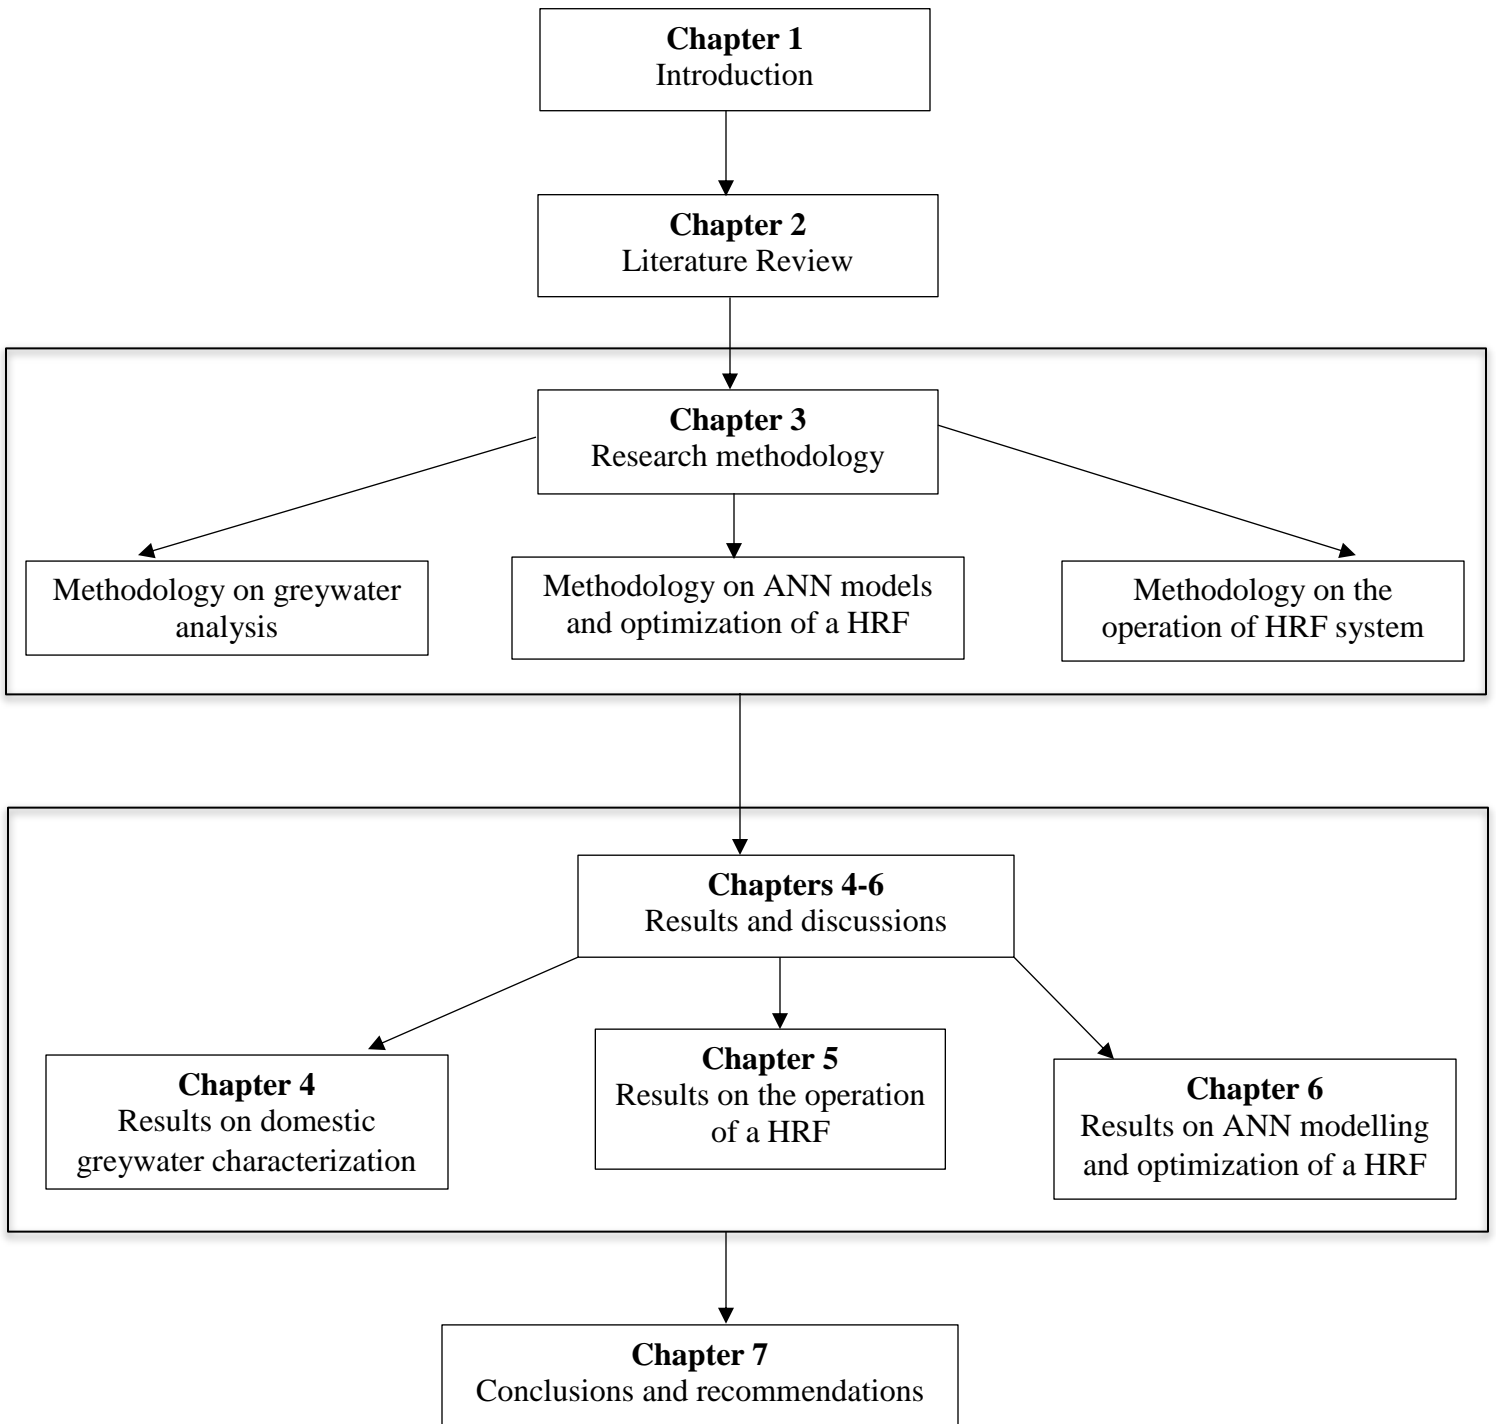 Chapter 1
Introduction
Chapter 2
Literature Review
Chapter 3
Research methodology
Methodology on greywater
analysis
Methodology on ANN models
and optimization of a HRF
Methodology on the
operation of HRF system
Chapters 4-6
Results and discussions
Chapter 4
Results on domestic
greywater characterization
Chapter 5
Results on the operation
of a HRF
Chapter 6
Results on ANN modelling
and optimization of a HRF
Chapter 7
Conclusions and recommendations